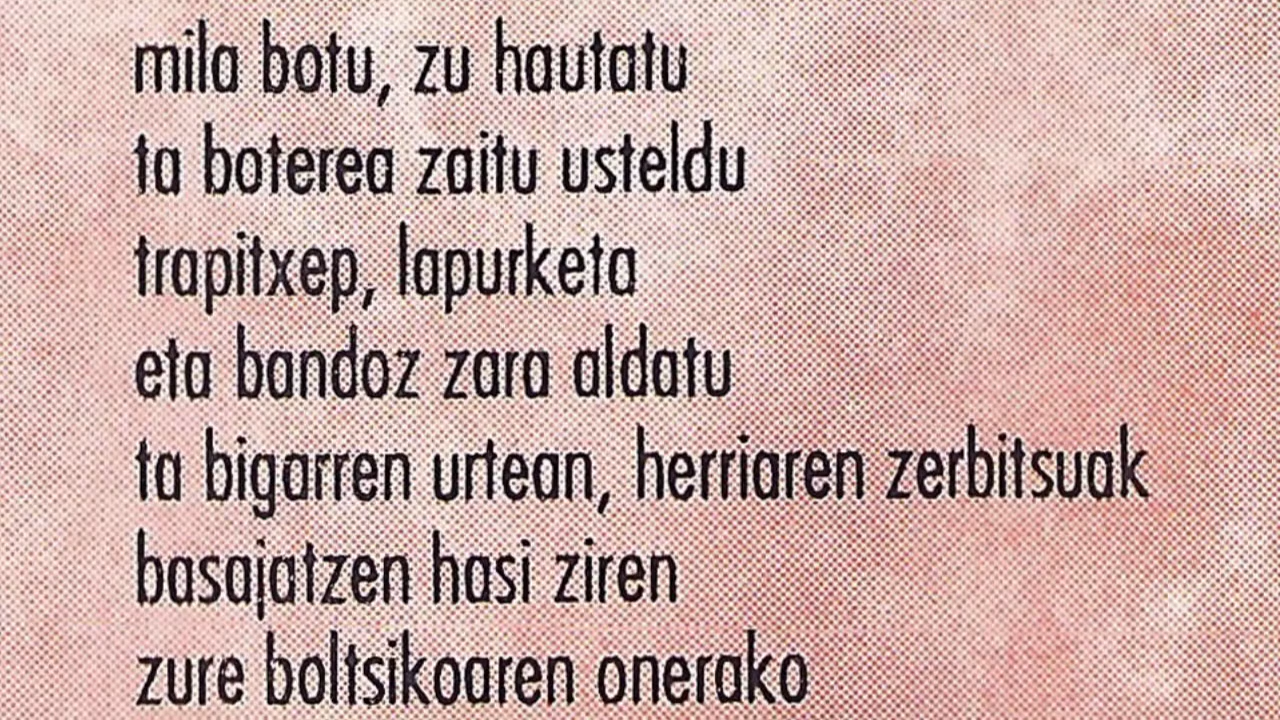 mila botu, zu hautatu
ta boterea zaitu usteldu
trapitxep, lapurketa
eta bandoz zara aldatu
ta bigarren urtean, herriaren zerbitsuak
basajatzen hasi ziren
zure boltsikoaren onerako